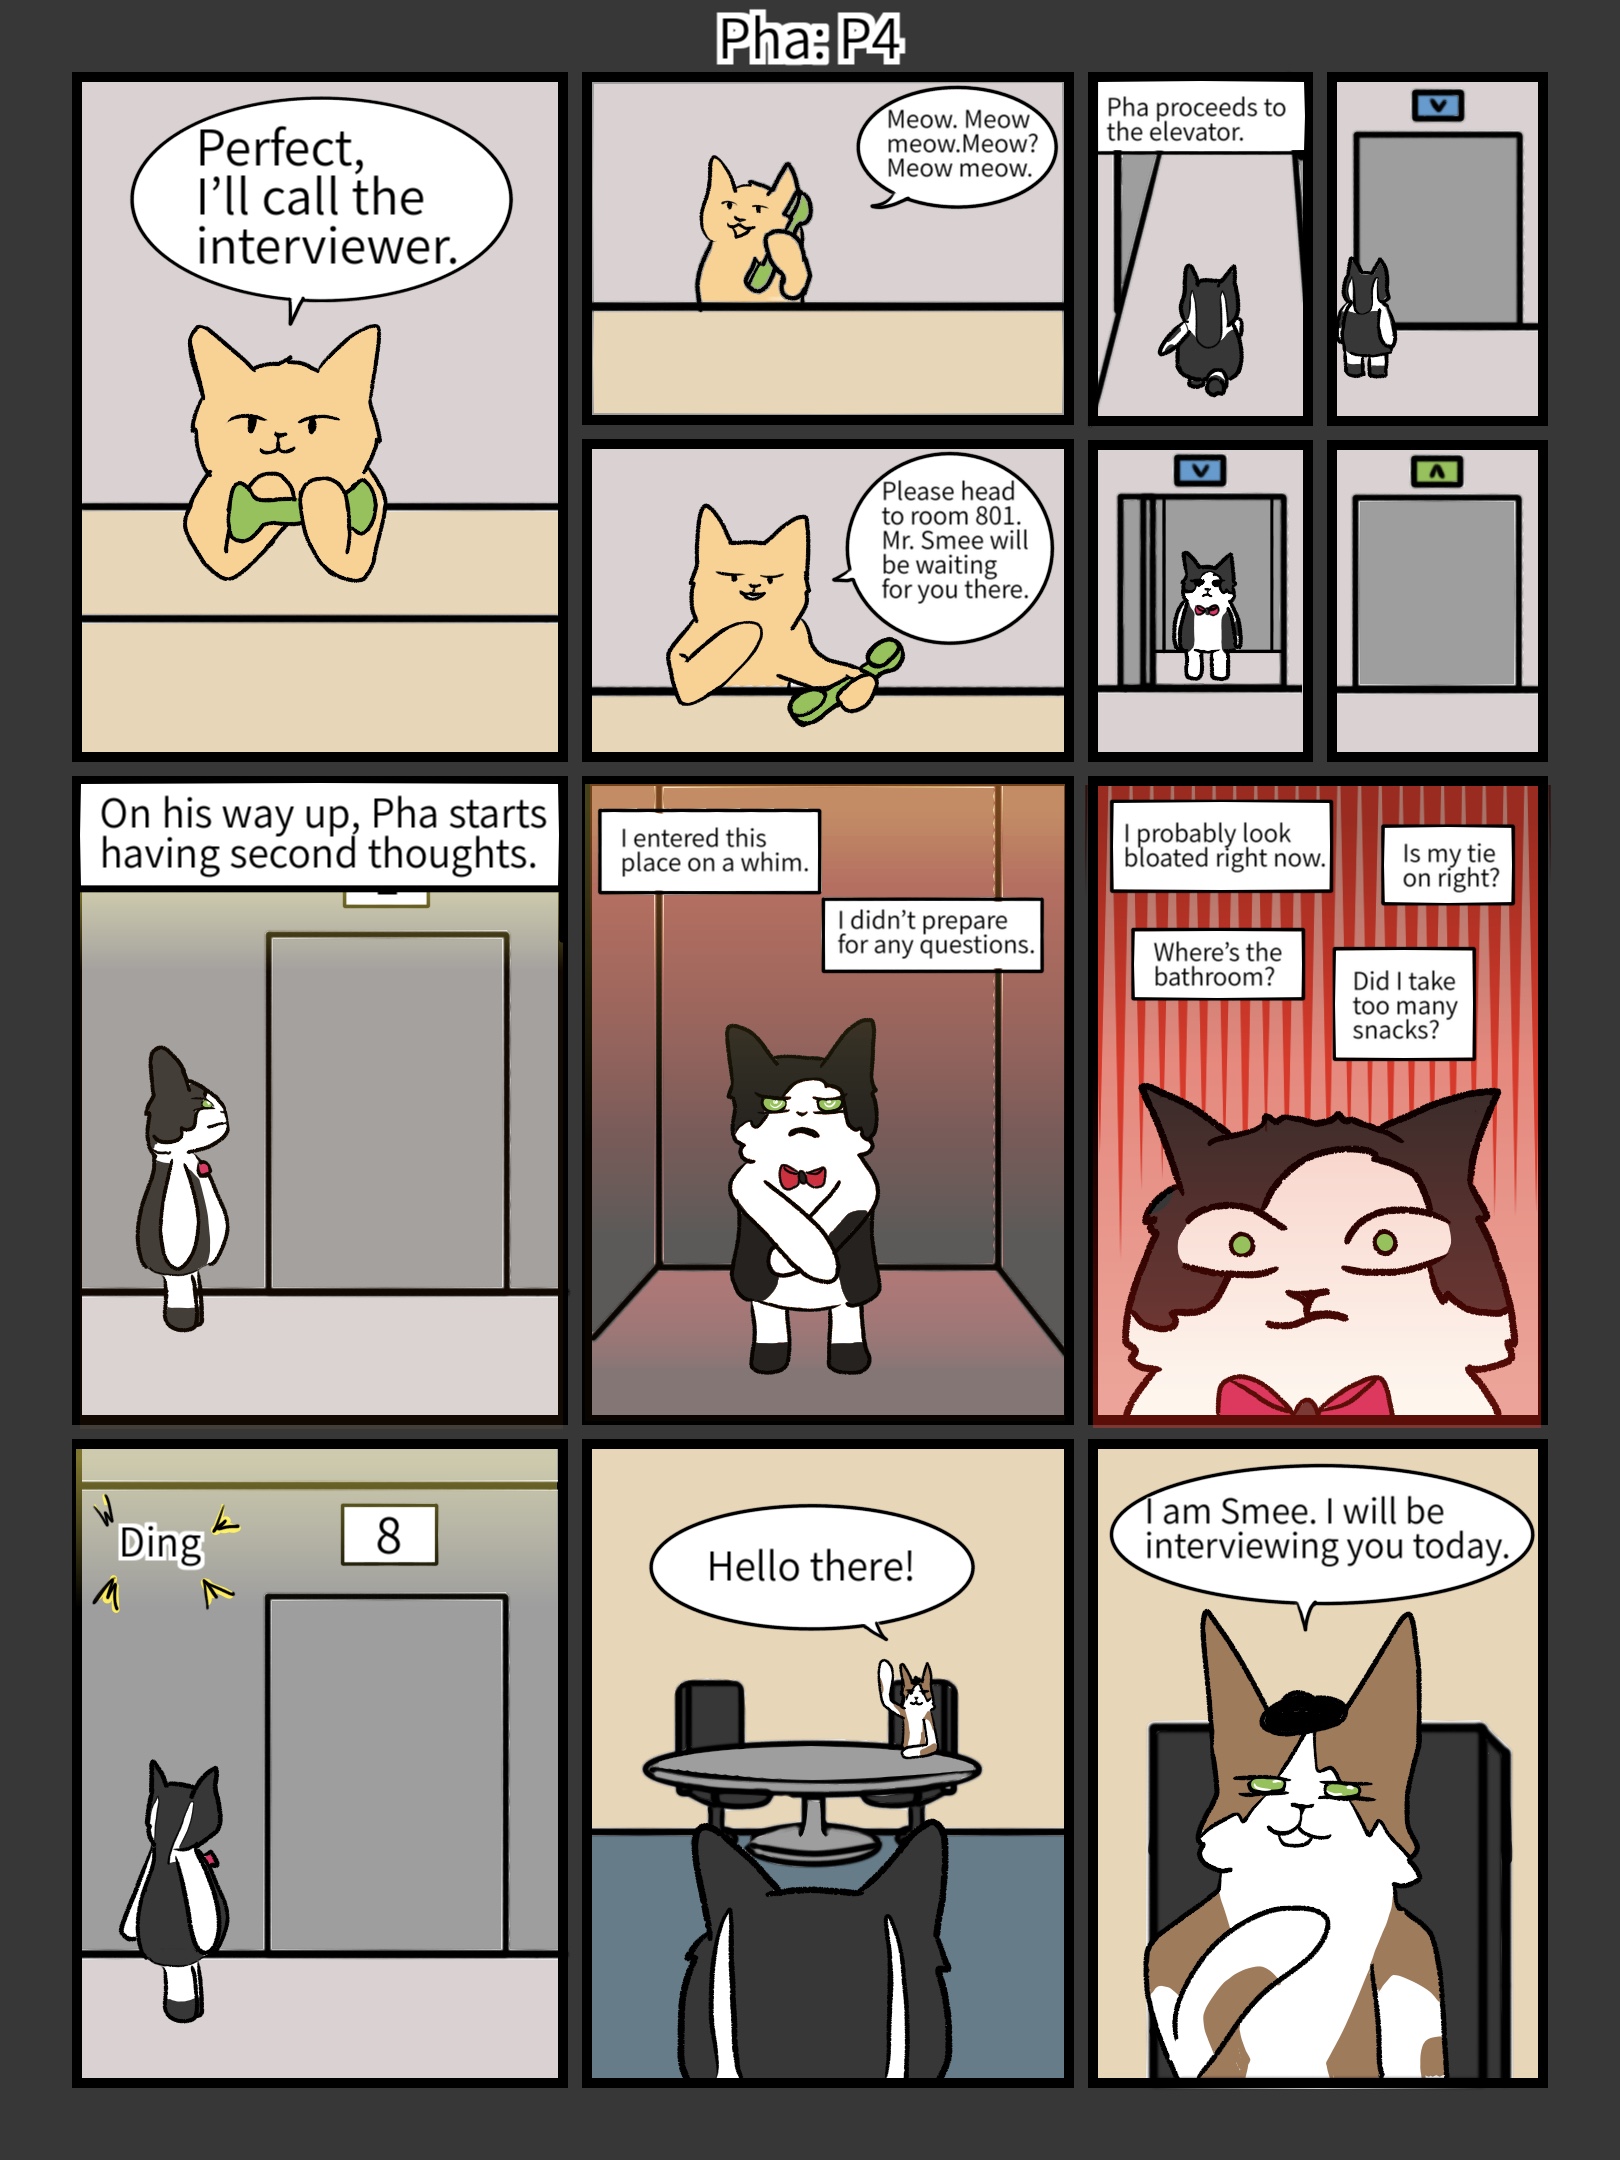 Pha: P4
Perfect,
I'll call the
interviewer.
Meow. Meow
meow.Meow?
Meow meow.
Please head
to room 801.
Mr. Smee will
be waiting
for you there.
Pha proceeds to
the elevator.
On his way up, Pha starts
having second thoughts.
I entered this
place on a whim.
I didn't prepare
for any questions.
I probably look
bloated right now.
Is my tie
on right?
Where's the
bathroom?
Did I take
too many
snacks?
Ding
8
Hello there!
I am Smee. I will be
interviewing you today.